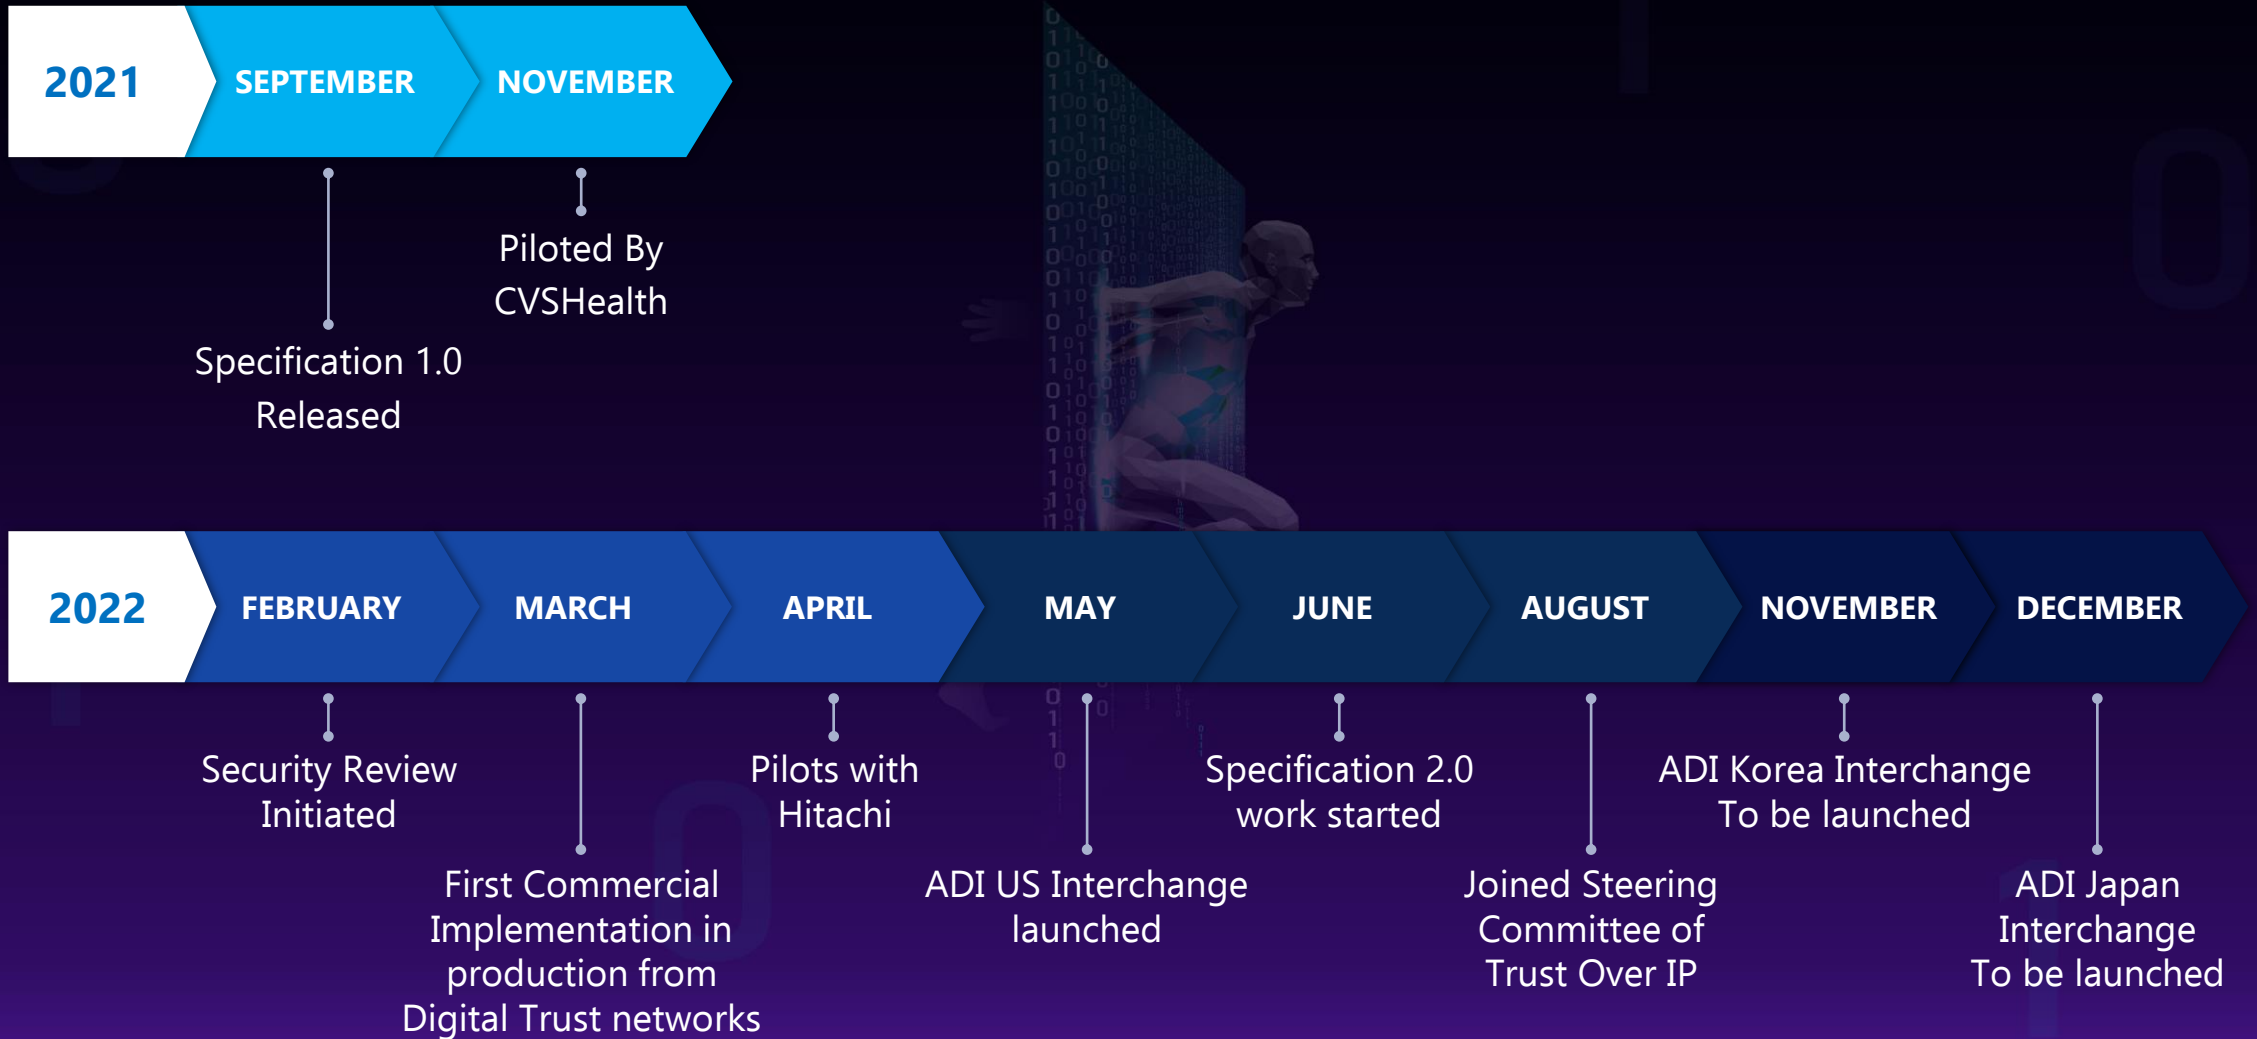 2021
SEPTEMBER
NOVEMBER
Piloted By
CVSHealth
Specification 1.0
Released
2022
FEBRUARY
MARCH
APRIL
MAY
JUNE
AUGUST
NOVEMBER
DECEMBER
Security Review
Initiated
First Commercial
Implementation in
production from
Digital Trust networks
Pilots with
Hitachi
ADI US Interchange
launched
Specification 2.0
work started
Joined Steering
Committee of
Trust Over IP
ADI Korea Interchange
To be launched
ADI Japan
Interchange
To be launched